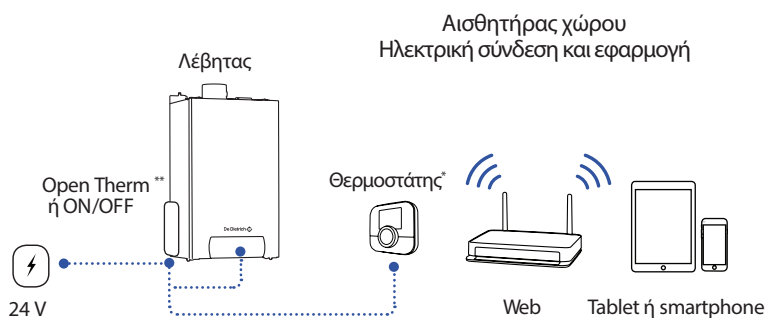 Αισθητήρας χώρου
Ηλεκτρική σύνδεση και εφαρμογή
Λέβητας
Open Therm **
ή ON/OFF
Θερμοστάτης*
De Dietrich
24 V
Web
Tablet ή smartphone